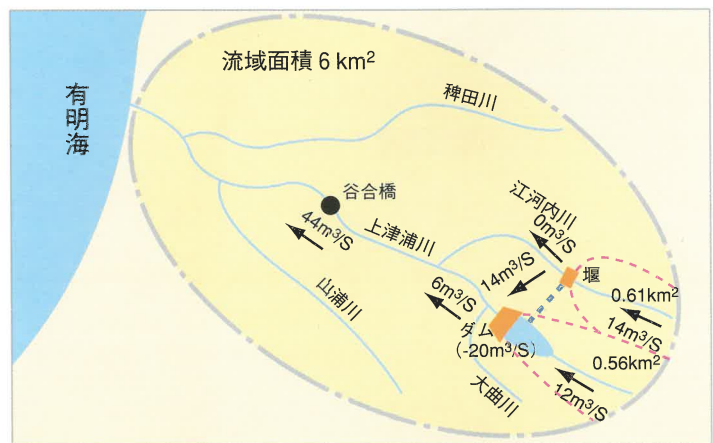 流域面積 6 km²
有明海
稗田川
谷合橋
44m³/S
上津浦川
江河内川
0m³/S
堰
14m³/S
6m³/S
0.61km²
14m³/S
山浦川
ダム
(-20m³/S)
0.56km²
大曲川
12m³/S